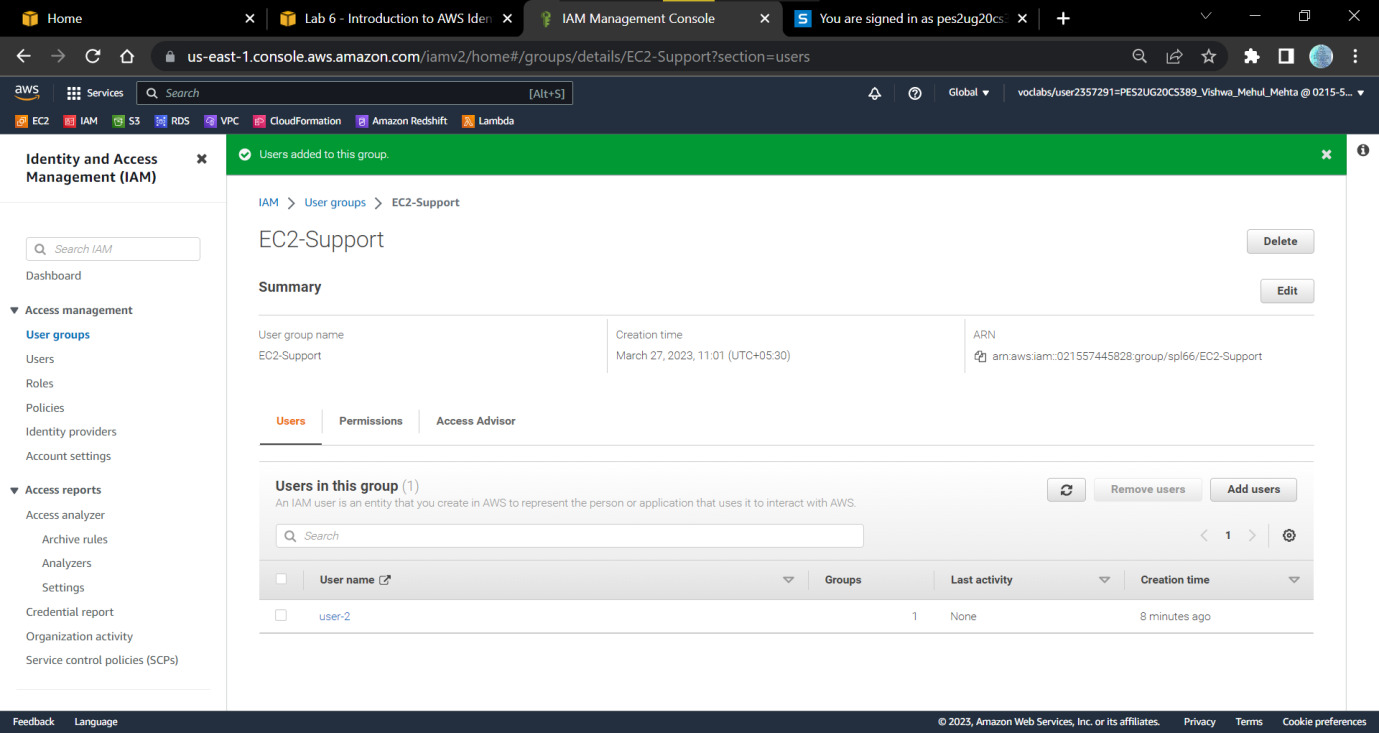 Home
Lab 6 - Introduction to AWS Iden
IAM Management Console
You are signed in as pes2ug20cs3
us-east-1.console.aws.amazon.com/iamv2/home#/groups/details/EC2-Support?section=users
aws
Services
Search
[Alt+S]
Global
voclabs/user2357291=PES2UG20CS389_Vishwa_Mehul_Mehta @ 0215-5...
EC2
IAM
S3
RDS
VPC
CloudFormation
Amazon Redshift
Lambda
Identity and Access
Management (IAM)
Search IAM
Dashboard
Access management
User groups
Users
Roles
Policies
Identity providers
Account settings
Access reports
Access analyzer
Archive rules
Analyzers
Settings
Credential report
Organization activity
Service control policies (SCPs)
Users added to this group.
IAM > User groups > EC2-Support
EC2-Support
Delete
Summary
Edit
User group name
EC2-Support
Creation time
March 27, 2023, 11:01 (UTC+05:30)
ARN
arn:aws:iam::021557445828:group/spl66/EC2-Support
Users
Permissions
Access Advisor
Users in this group (1)
An IAM user is an entity that you create in AWS to represent the person or application that uses it to interact with AWS.
Remove users
Add users
Search
1
User name
Groups
Last activity
Creation time
user-2
1
None
8 minutes ago
Feedback
Language
© 2023, Amazon Web Services, Inc. or its affiliates.
Privacy
Terms
Cookie preferences